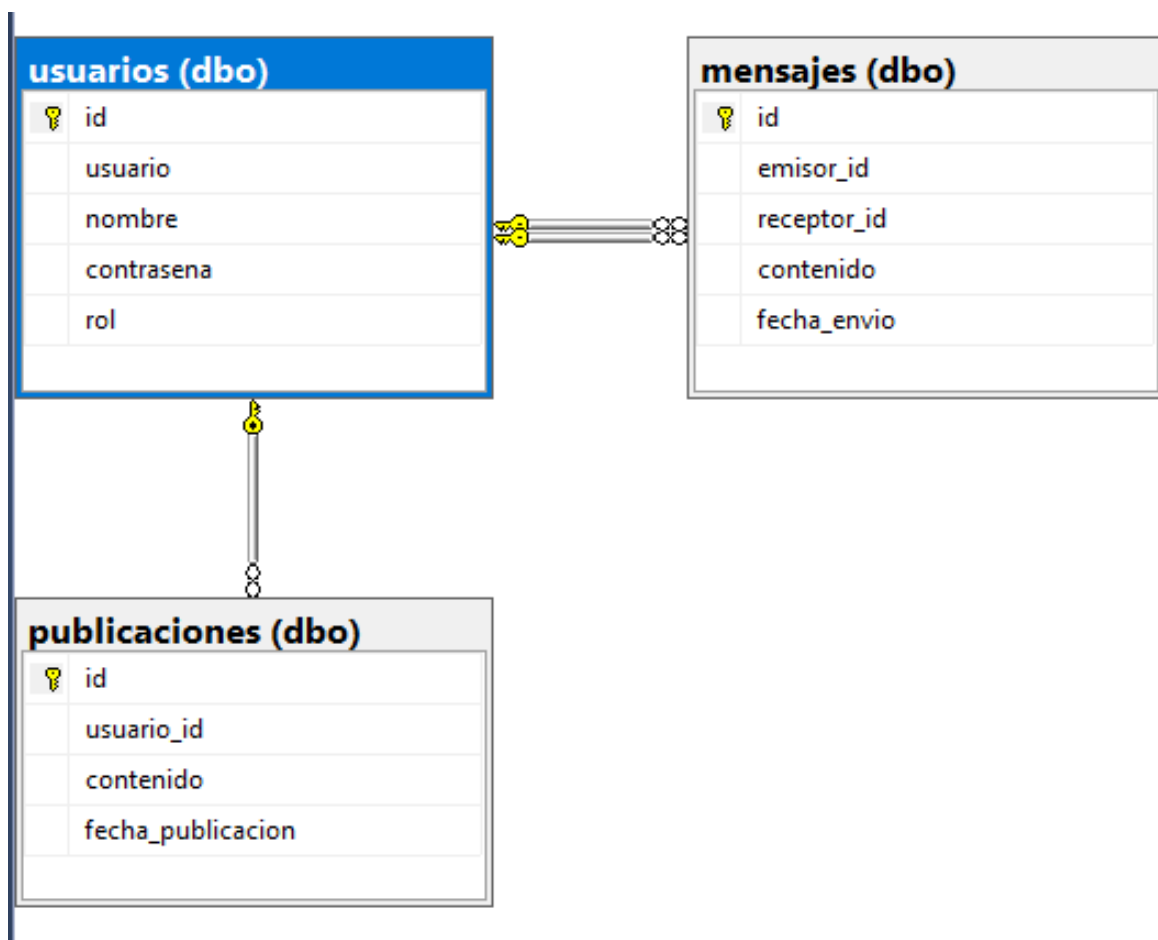 usuarios (dbo)
id
usuario
nombre
contrasena
rol
mensajes (dbo)
id
emisor_id
receptor_id
contenido
fecha_envio
publicaciones (dbo)
id
usuario_id
contenido
fecha_publicacion